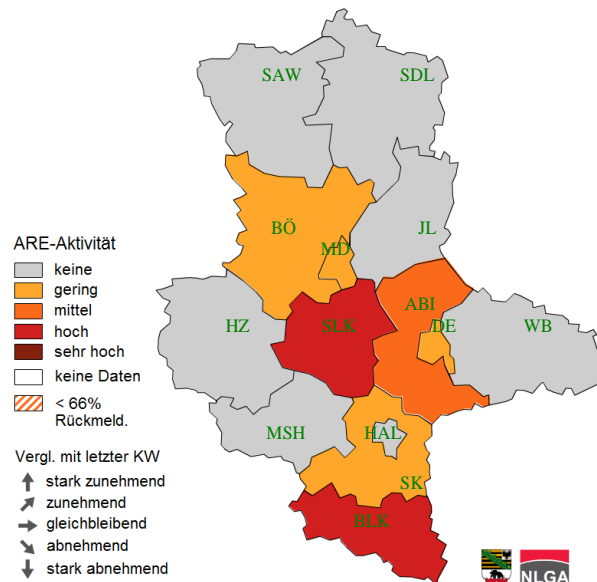 SAW
SDL
BÖ
JL
MD
ARE-Aktivität
keine
gering
mittel
hoch
sehr hoch
keine Daten
< 66%
Rückmeld.
ABI
HZ
SLK
DE
WB
MSH
HAL
SK
BLK
Vergl. mit letzter KW
stark zunehmend
zunehmend
gleichbleibend
abnehmend
stark abnehmend
NLGA